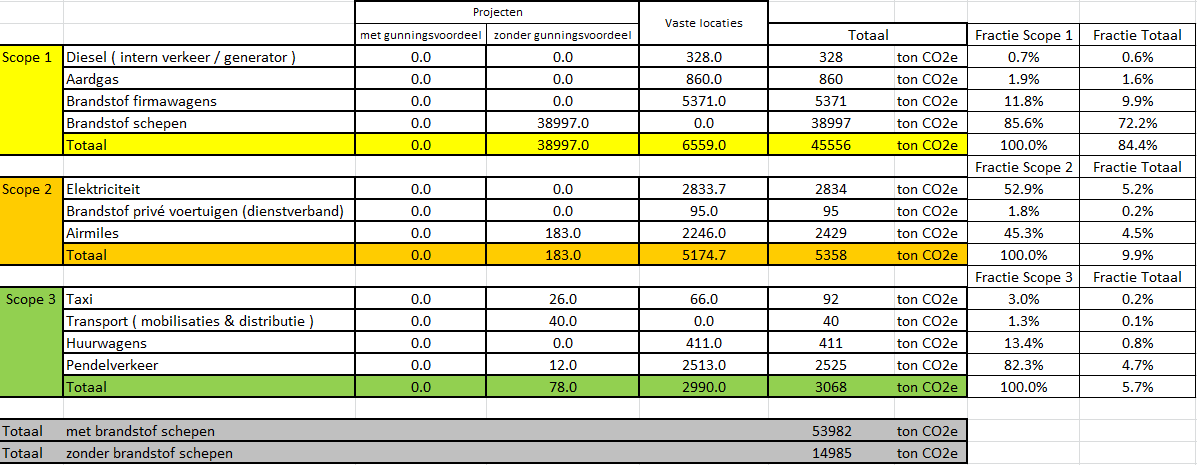 Projecten Vaste locaties
met gunningsvoordeel zonder gunningsvoordeel Totaal Fractie Scope 1 Fractie Totaal
Scope 1 Diesel ( intern verkeer / generator ) 0.0 0.0 328.0 328 ton CO2e 0.7% 0.6%
Aardgas 0.0 0.0 860.0 860 ton CO2e 1.9% 1.6%
Brandstof firmawagens 0.0 0.0 5371.0 5371 ton CO2e 11.8% 9.9%
Brandstof schepen 0.0 38997.0 0.0 38997 ton CO2e 85.6% 72.2%
Totaal 0.0 38997.0 6559.0 45556 ton CO2e 100.0% 84.4%
Fractie Scope 2 Fractie Totaal
Scope 2 Elektriciteit 0.0 0.0 2833.7 2834 ton CO2e 52.9% 5.2%
Brandstof privé voertuigen (dienstverband) 0.0 0.0 95.0 95 ton CO2e 1.8% 0.2%
Airmiles 0.0 183.0 2246.0 2429 ton CO2e 45.3% 4.5%
Totaal 0.0 183.0 5174.7 5358 ton CO2e 100.0% 9.9%
Fractie Scope 3 Fractie Totaal
Scope 3 Taxi 0.0 26.0 66.0 92 ton CO2e 3.0% 0.2%
Transport ( mobilisaties & distributie ) 0.0 40.0 0.0 40 ton CO2e 1.3% 0.1%
Huurwagens 0.0 0.0 411.0 411 ton CO2e 13.4% 0.8%
Pendelverkeer 0.0 12.0 2513.0 2525 ton CO2e 82.3% 4.7%
Totaal 0.0 78.0 2990.0 3068 ton CO2e 100.0% 5.7%
Totaal met brandstof schepen 53982 ton CO2e
Totaal zonder brandstof schepen 14985 ton CO2e